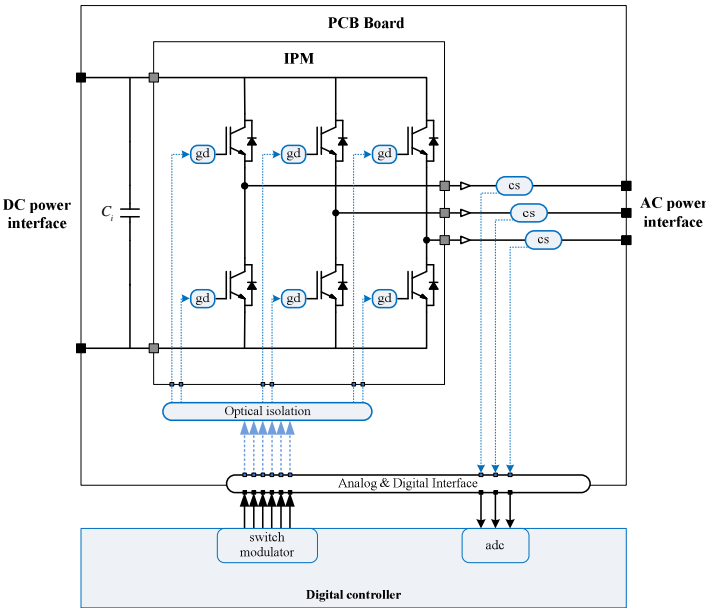 PCB Board
IPM
gd
gd
gd
DC power
interface
C_i
cs
cs
cs
AC power
interface
gd
gd
gd
Optical isolation
Analog & Digital Interface
switch
modulator
adc
Digital controller